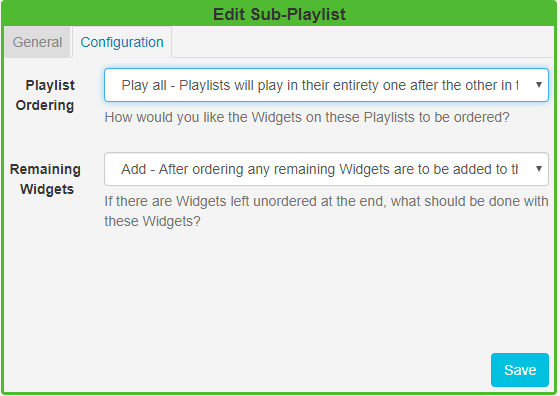 Edit Sub-Playlist
General Configuration
Playlist Ordering
Play all - Playlists will play in their entirety one after the other in
How would you like the Widgets on these Playlists to be ordered?
Remaining Widgets
Add - After ordering any remaining Widgets are to be added to
If there are Widgets left unordered at the end, what should be done with
these Widgets?
Save